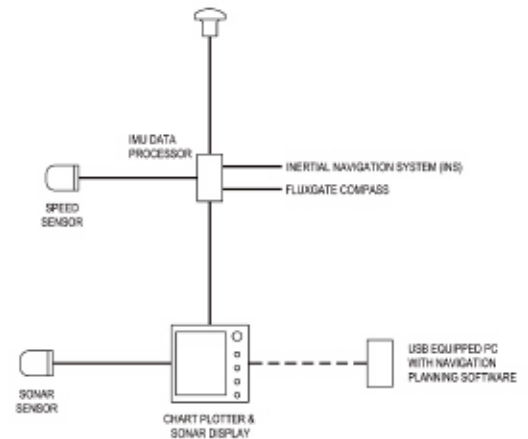 IMU DATA
PROCESSOR
INERTIAL NAVIGATION SYSTEM (INS)
FLUXGATE COMPASS
SPEED
SENSOR
USB EQUIPPED PC
WITH NAVIGATION
PLANNING SOFTWARE
SONAR
SENSOR
CHART PLOTTER &
SONAR DISPLAY